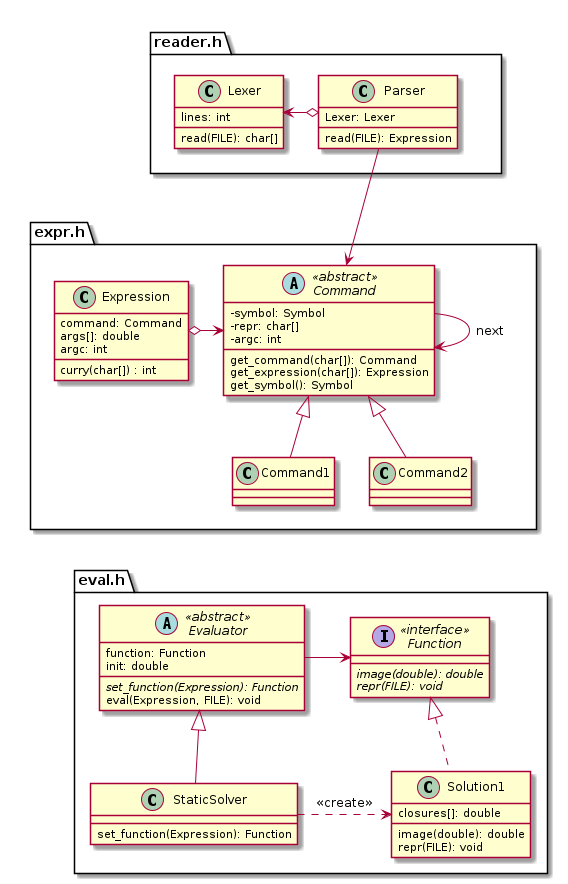 reader.h
C Lexer
lines: int
read(FILE): char[]
C Parser
Lexer: Lexer
read(FILE): Expression
expr.h
C Expression
command: Command
args[]: double
argc: int
curry(char[]) : int
A «abstract»
Command
-symbol: Symbol
-repr: char[]
-argc: int
get_command(char[]): Command
get_expression(char[]): Expression
get_symbol(): Symbol
next
C Command1
C Command2
eval.h
A «abstract»
Evaluator
function: Function
init: double
set_function(Expression): Function
eval(Expression, FILE): void
I «interface»
Function
image(double): double
repr(FILE): void
C StaticSolver
set_function(Expression): Function
«create»
C Solution1
closures[]: double
image(double): double
repr(FILE): void